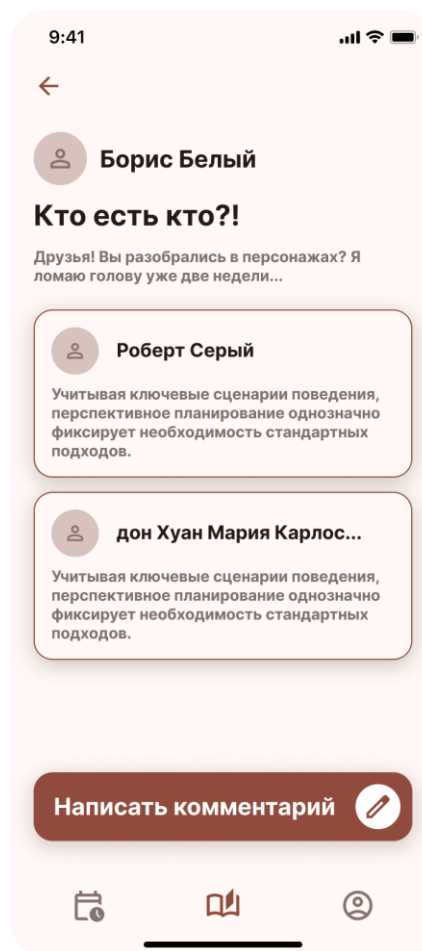 9:41
Борис Белый
Кто есть кто?!
Друзья! Вы разобрались в персонажах? Я
ломаю голову уже две недели...
Роберт Серый
Учитывая ключевые сценарии поведения,
перспективное планирование однозначно
фиксирует необходимость стандартных
подходов.
дон Хуан Мария Карлос...
Учитывая ключевые сценарии поведения,
перспективное планирование однозначно
фиксирует необходимость стандартных
подходов.
Написать комментарий